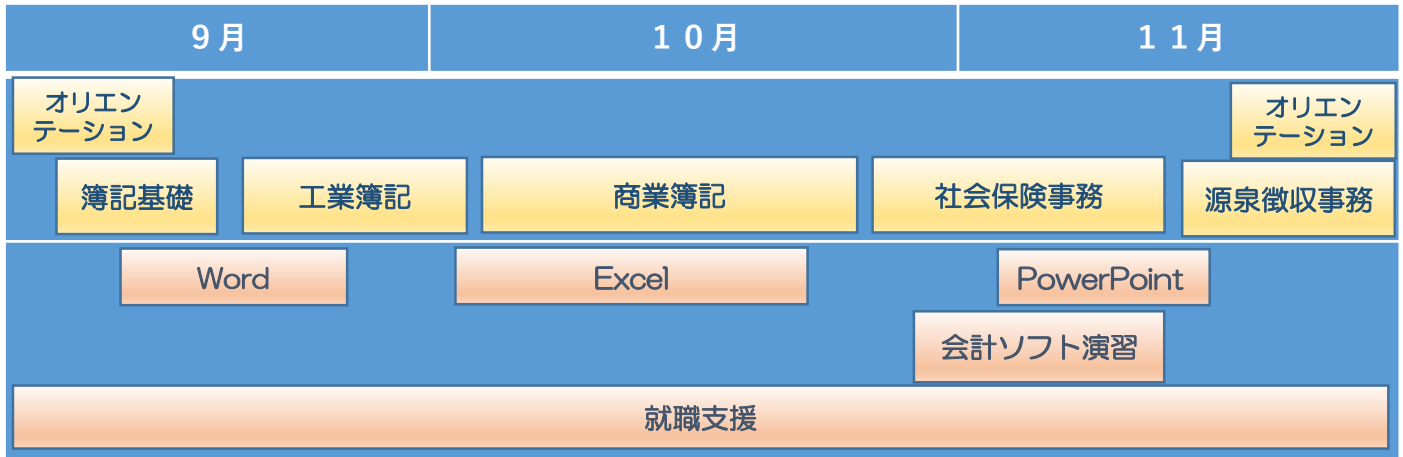 ９月
１０月
１１月
オリエン
テーション
オリエン
テーション
簿記基礎
工業簿記
商業簿記
社会保険事務
源泉徴収事務
Word
Excel
PowerPoint
会計ソフト演習
就職支援